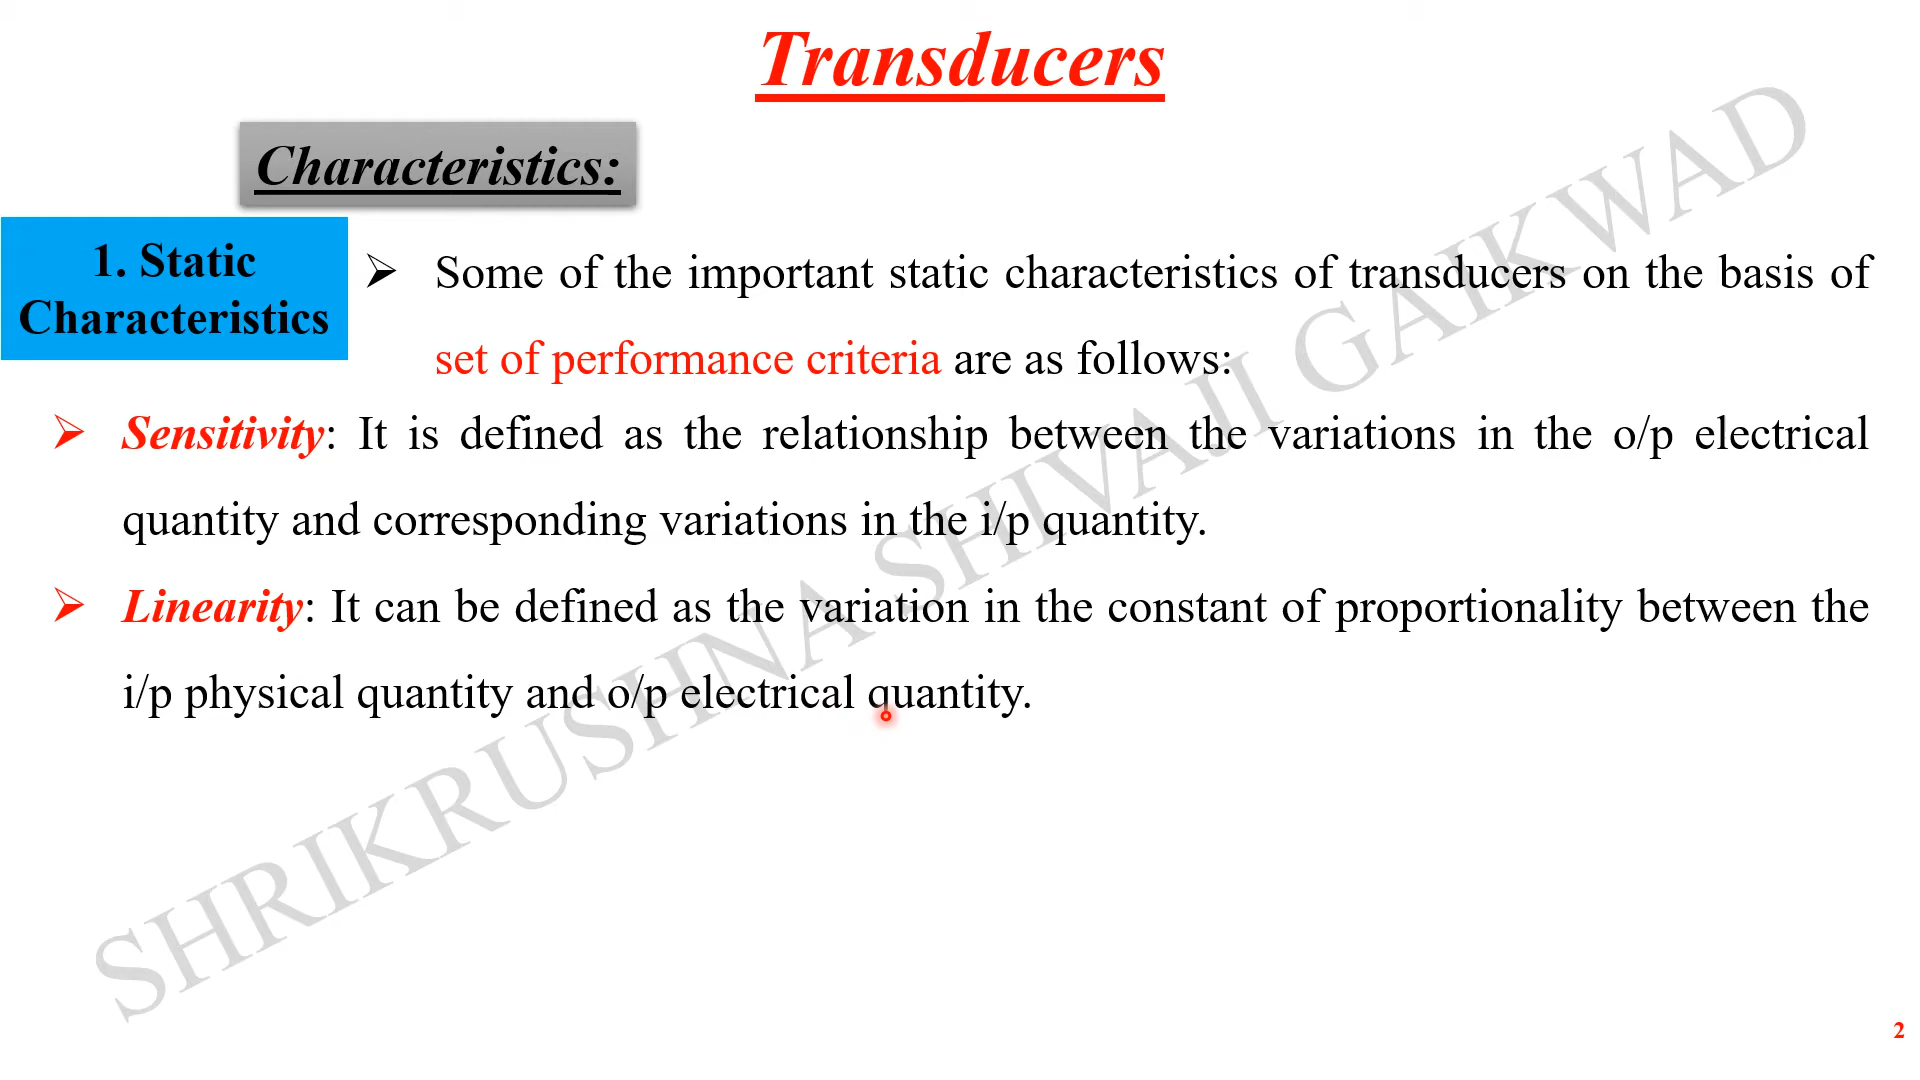 Transducers
Characteristics:
1. Static
Characteristics
➢ Some of the important static characteristics of transducers on the basis of
set of performance criteria are as follows:
➢ Sensitivity: It is defined as the relationship between the variations in the o/p electrical
quantity and corresponding variations in the i/p quantity.
➢ Linearity: It can be defined as the variation in the constant of proportionality between the
i/p physical quantity and o/p electrical quantity.
SHRIKRUSHNA SHIVAJI GAIKWAD
2